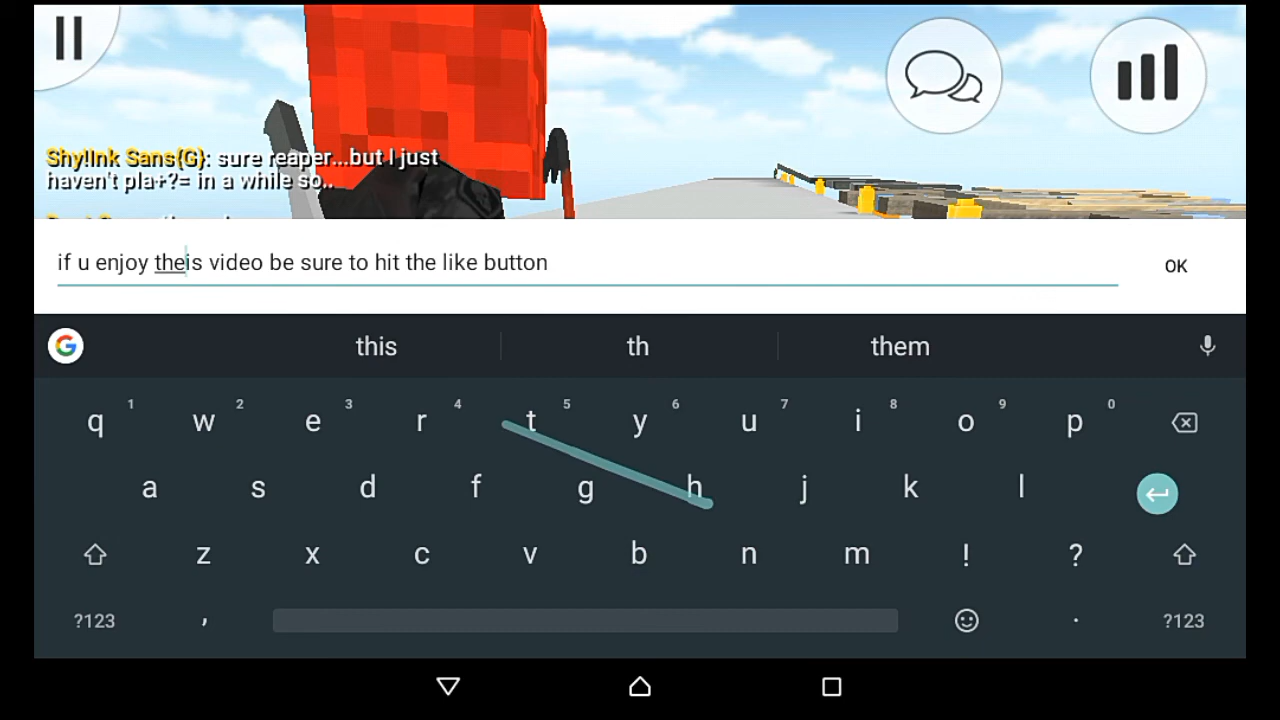 Shy!Ink Sans{G}: sure reaper...but I just
haven't pla+?= in a while so..
if u enjoy theis video be sure to hit the like button
OK
G
this th them
1 2 3 4 5 6 7 8 9 0
q w e r t y u i o p
a s d f g h j k l
z x c v b n m ! ?
?123 , . ?123